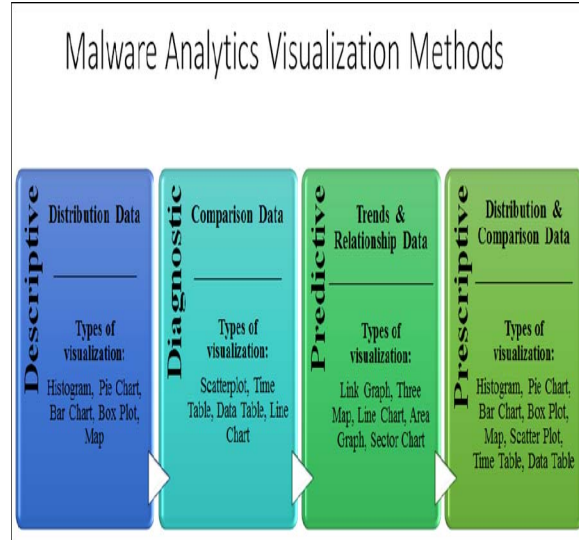 Malware Analytics Visualization Methods
Descriptive
Distribution Data
Types of
visualization:
Histogram, Pie Chart,
Bar Chart, Box Plot,
Map
Diagnostic
Comparison Data
Types of
visualization:
Scatterplot, Time
Table, Data Table, Line
Chart
Predictive
Trends &
Relationship Data
Types of
visualization:
Link Graph, Three
Map, Line Chart, Area
Graph, Sector Chart
Prescriptive
Distribution &
Comparison Data
Types of
visualization:
Histogram, Pie Chart,
Bar Chart, Box Plot,
Map, Scatter Plot,
Time Table, Data Table